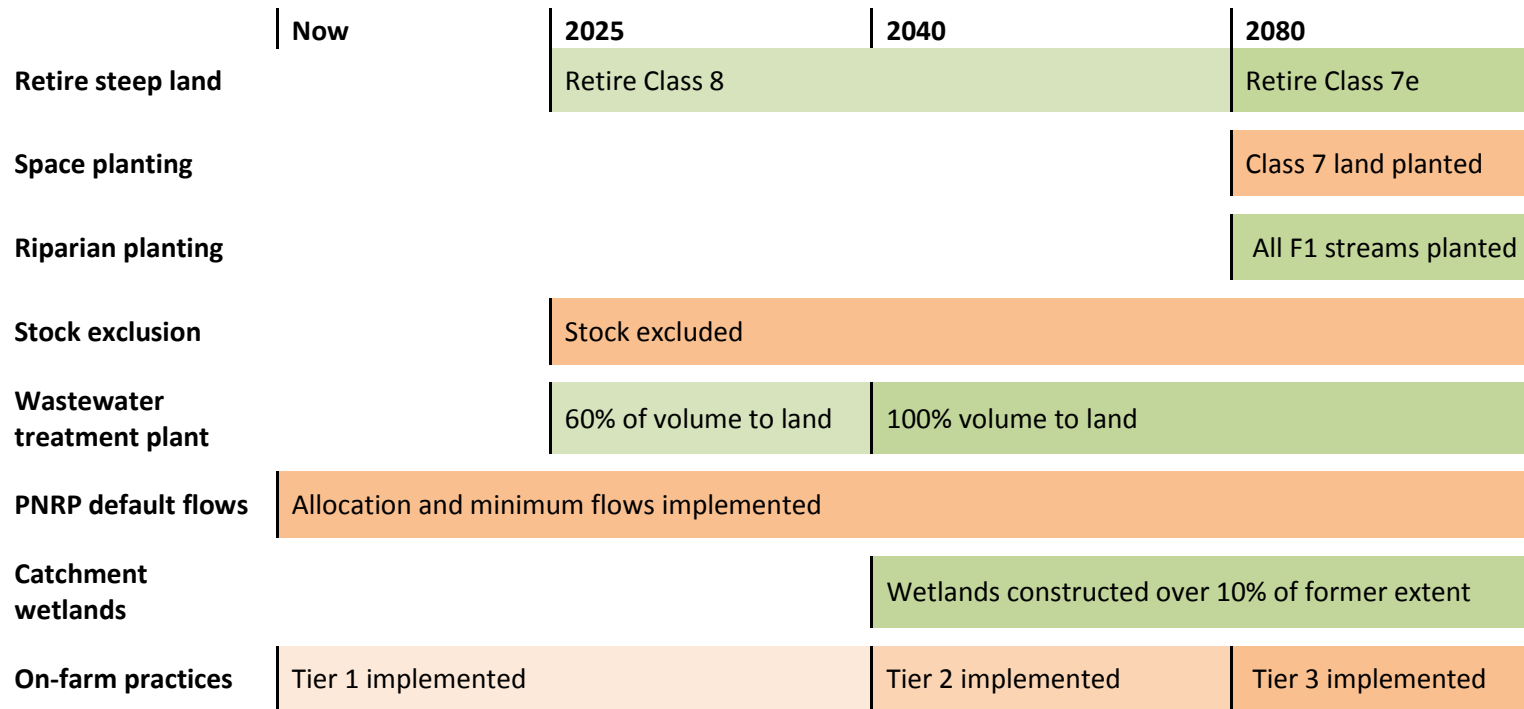 Now 2025 2040 2080
Retire steep land Retire Class 8 Retire Class 7e
Space planting Class 7 land planted
Riparian planting All F1 streams planted
Stock exclusion Stock excluded
Wastewater
treatment plant 60% of volume to land 100% volume to land
PNRP default flows Allocation and minimum flows implemented
Catchment
wetlands Wetlands constructed over 10% of former extent
On-farm practices Tier 1 implemented Tier 2 implemented Tier 3 implemented